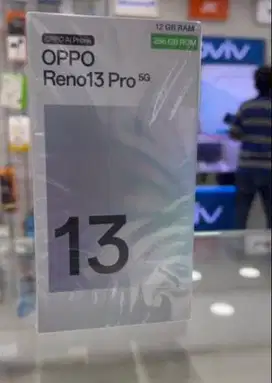 12 GB RAM
256 GB ROM
OPPO AI PHONE
OPPO
Reno13 Pro 5G
13